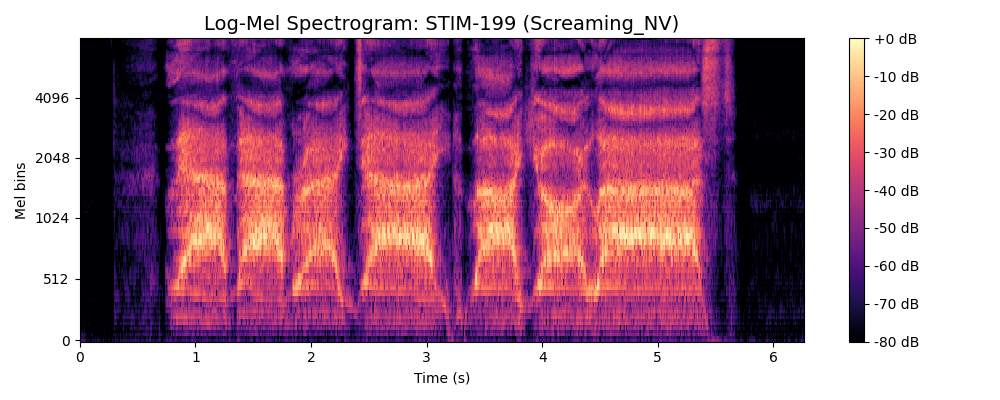 Log-Mel Spectrogram: STIM-199 (Screaming_NV)
Mel bins
4096
2048
1024
512
0
0 1 2 3 4 5 6
Time (s)
+0 dB
-10 dB
-20 dB
-30 dB
-40 dB
-50 dB
-60 dB
-70 dB
-80 dB